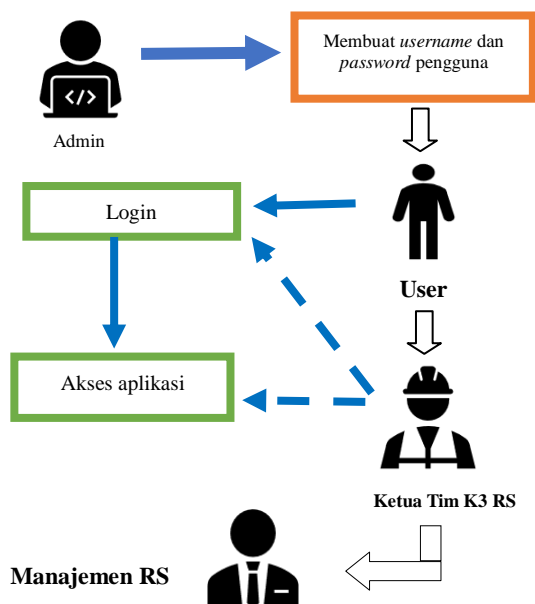 Membuat username dan
password pengguna
Admin
Login
User
Akses aplikasi
Ketua Tim K3 RS
Manajemen RS